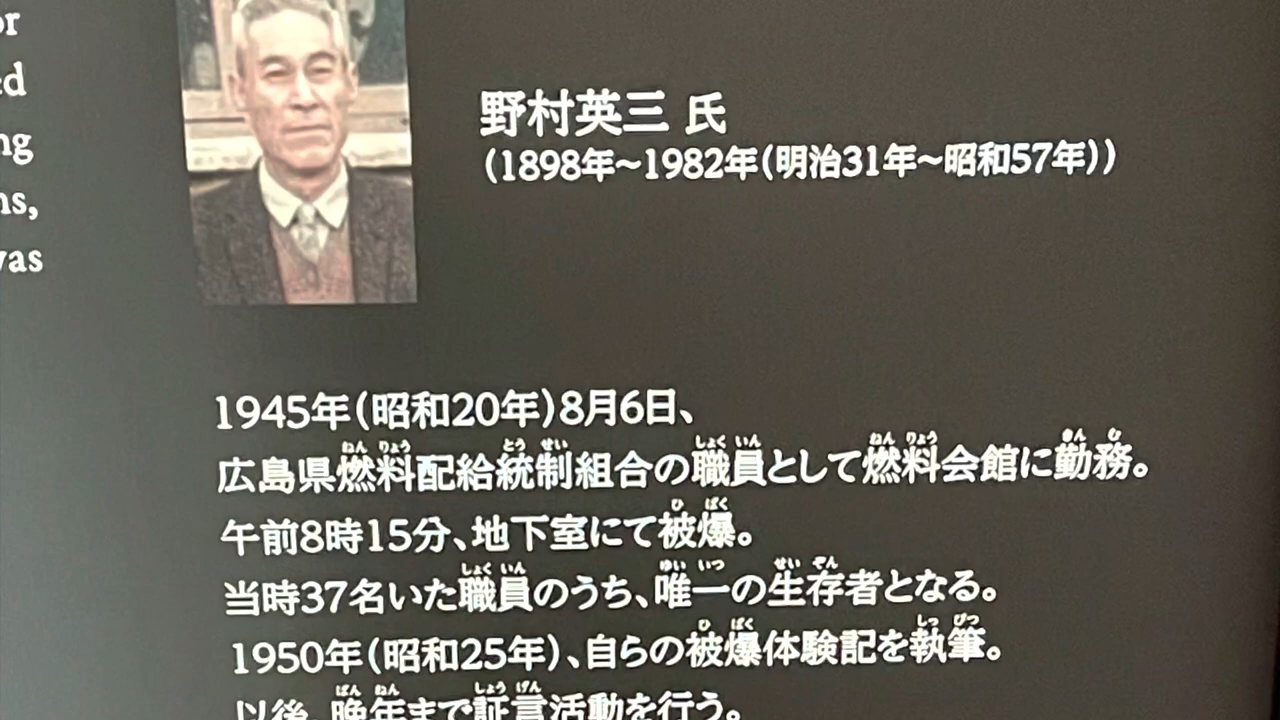 or
ed
ng
ns,
was
野村英三 氏
(1898年~1982年(明治31年~昭和57年))
1945年(昭和20年)8月6日、
広島県燃料配給統制組合の職員として燃料会館に勤務。
午前8時15分、地下室にて被爆。
当時37名いた職員のうち、唯一の生存者となる。
1950年(昭和25年)、自らの被爆体験記を執筆。
以後、晩年まで証言活動を行う。